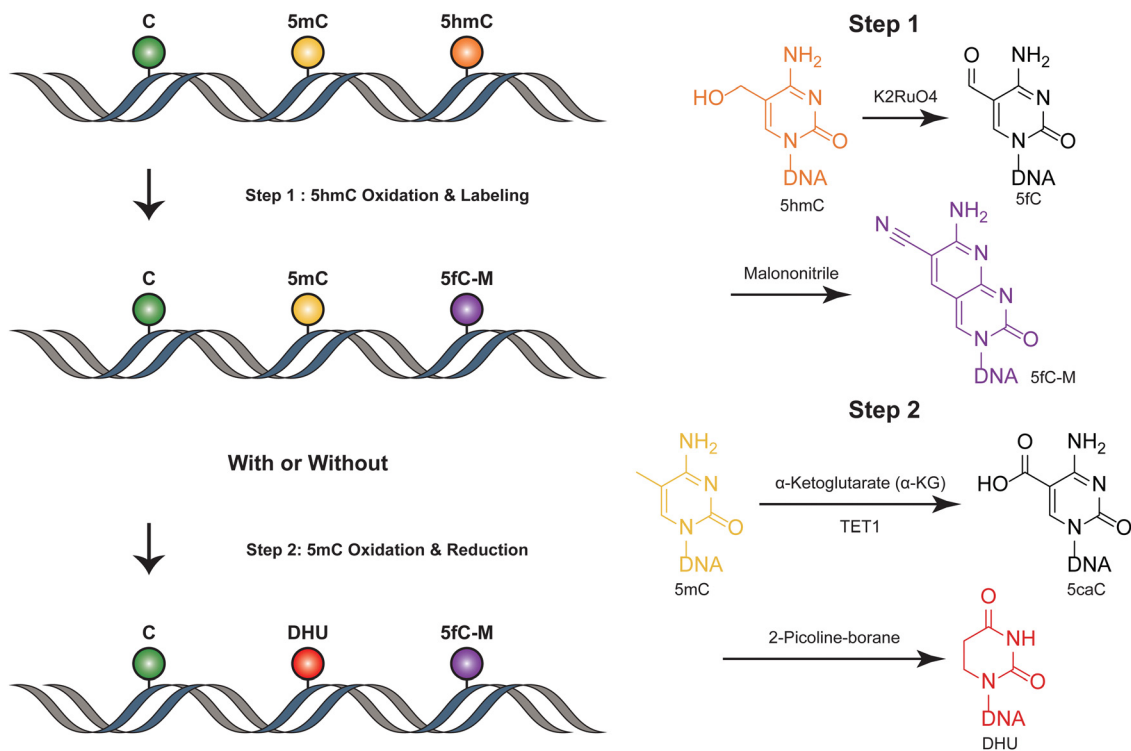 C 5mC 5hmC
Step 1 : 5hmC Oxidation & Labeling
C 5mC 5fC-M
With or Without
Step 2: 5mC Oxidation & Reduction
C DHU 5fC-M
Step 1
NH2
HO
N
N
O
DNA
5hmC
K2RuO4
O
NH2
N
N
O
DNA
5fC
Malononitrile
N
NH2
N
N
N
O
DNA
5fC-M
Step 2
NH2
N
N
O
DNA
5mC
α-Ketoglutarate (α-KG)
TET1
O
NH2
HO
N
N
O
DNA
5caC
2-Picoline-borane
O
NH
N
O
DNA
DHU